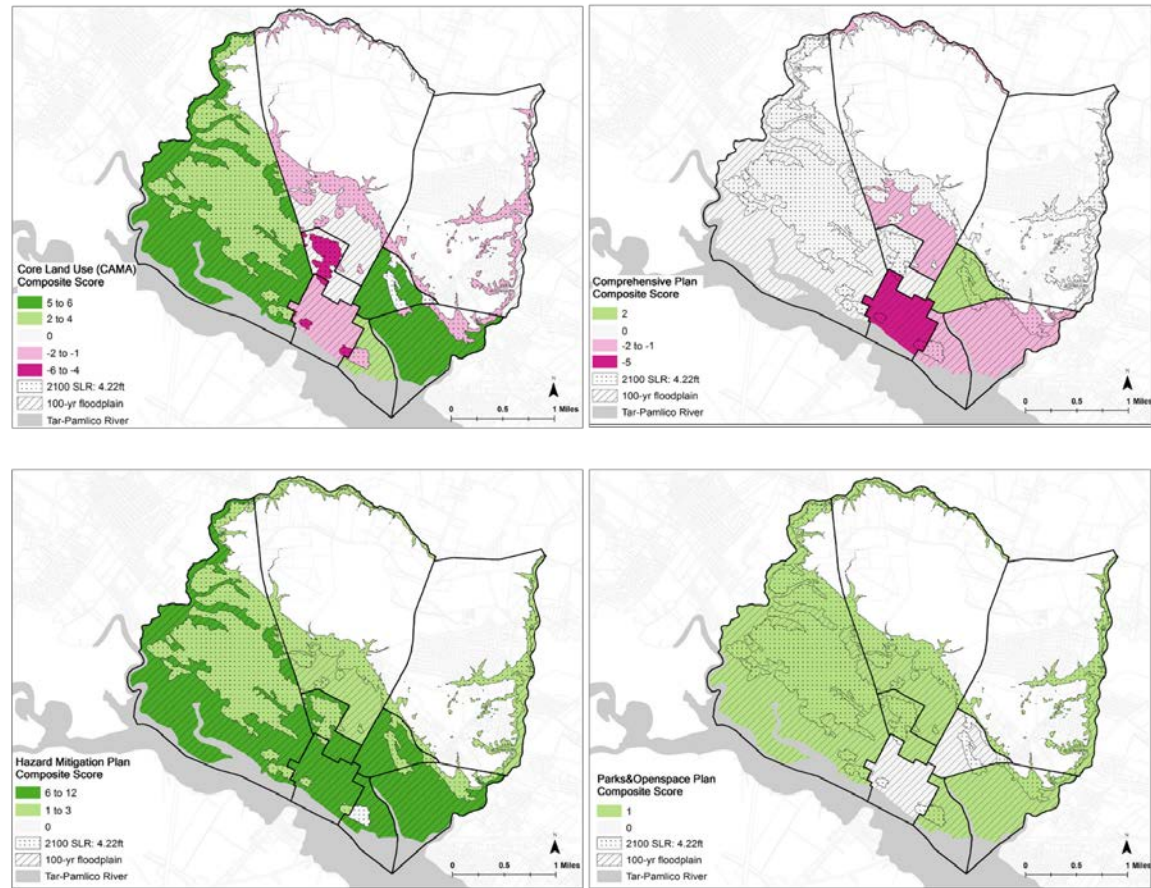 Core Land Use (CAMA)
Composite Score
5 to 6
2 to 4
0
-2 to -1
-6 to -4
2100 SLR: 4.22ft
100-yr floodplain
Tar-Pamlico River
N
0 0.5 1 Miles
Comprehensive Plan
Composite Score
2
0
-2 to -1
-5
2100 SLR: 4.22ft
100-yr floodplain
Tar-Pamlico River
N
0 0.5 1 Miles
Hazard Mitigation Plan
Composite Score
6 to 12
1 to 3
0
2100 SLR: 4.22ft
100-yr floodplain
Tar-Pamlico River
N
0 0.5 1 Miles
Parks&Openspace Plan
Composite Score
1
0
2100 SLR: 4.22ft
100-yr floodplain
Tar-Pamlico River
N
0 0.5 1 Miles